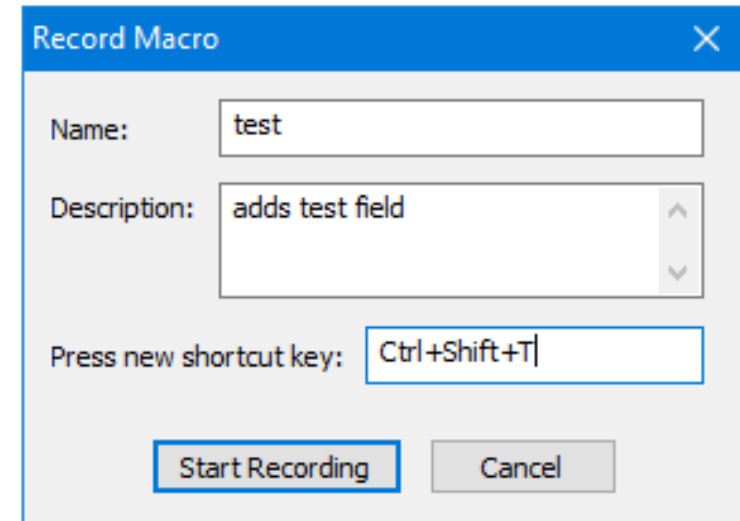 Record Macro
Name: test
Description: adds test field
Press new shortcut key: Ctrl+Shift+T
Start Recording Cancel